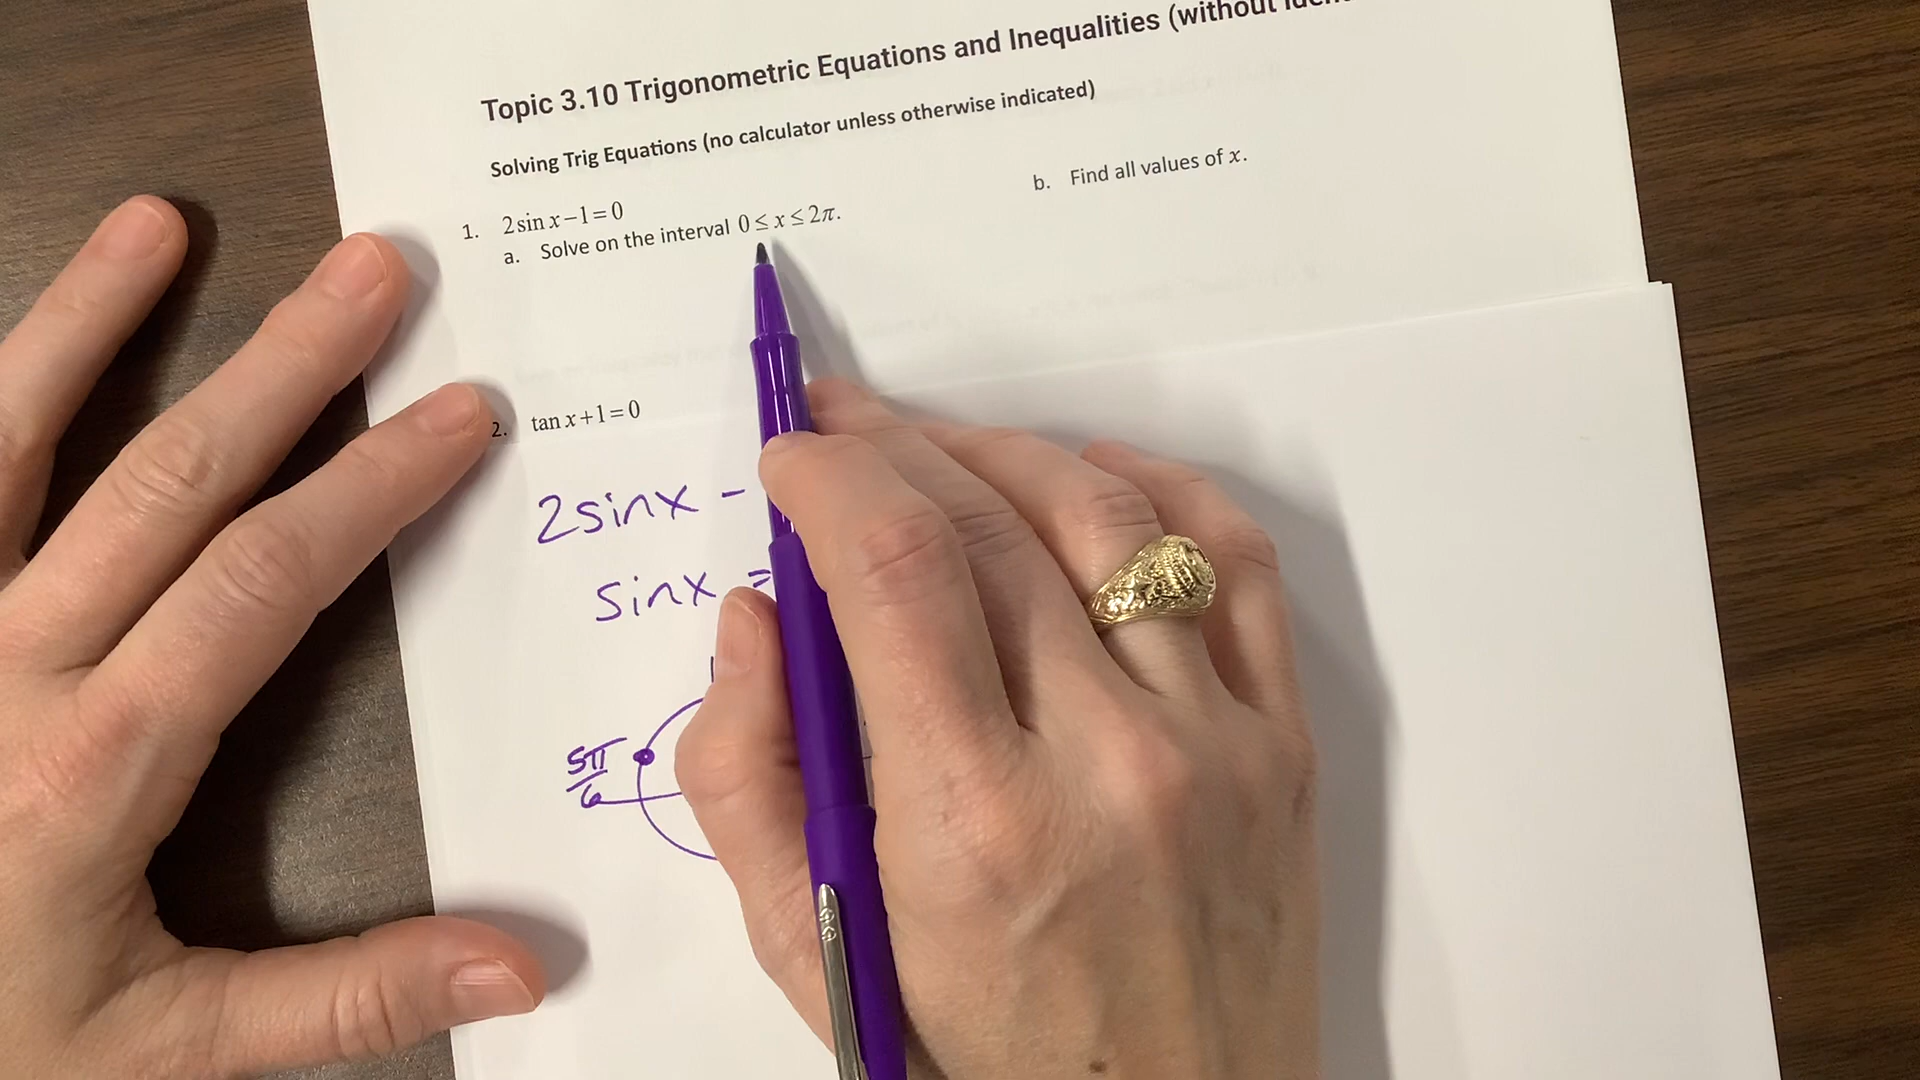 Topic 3.10 Trigonometric Equations and Inequalities (without
Solving Trig Equations (no calculator unless otherwise indicated)
1. 2 sin x – 1 = 0
a. Solve on the interval 0 ≤ x ≤ 2π.
b. Find all values of x.
2. tan x + 1 = 0
2sinx -
sinx =
5π/6